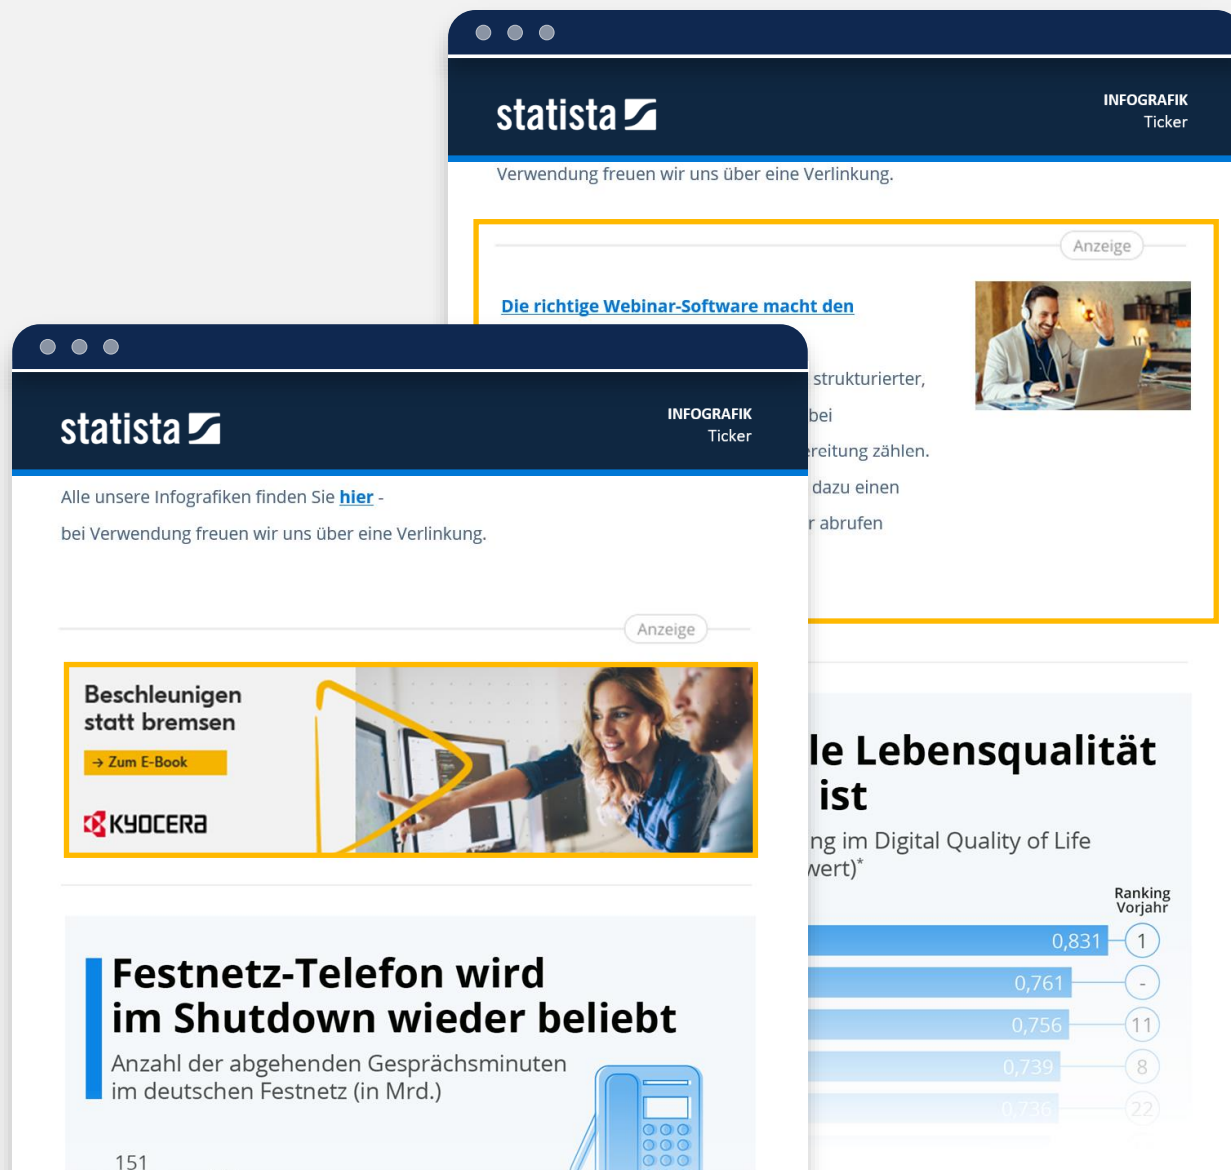 statista
INFOGRAFIK
Ticker
Verwendung freuen wir uns über eine Verlinkung.
Anzeige
Die richtige Webinar-Software macht den
strukturierter,
bei
dazu einen
abrufen
zählen.
le Lebensqualität
ist
im Digital Quality of Life
Ranking
Vorjahr
0,831 1
0,761 -
0,756 11
0,739 8
0,736 22
statista
INFOGRAFIK
Ticker
Alle unsere Infografiken finden Sie hier -
bei Verwendung freuen wir uns über eine Verlinkung.
Anzeige
Beschleunigen
statt bremsen
→ Zum E-Book
KYOCERA
Festnetz-Telefon wird
im Shutdown wieder beliebt
Anzahl der abgehenden Gesprächsminuten
im deutschen Festnetz (in Mrd.)
151